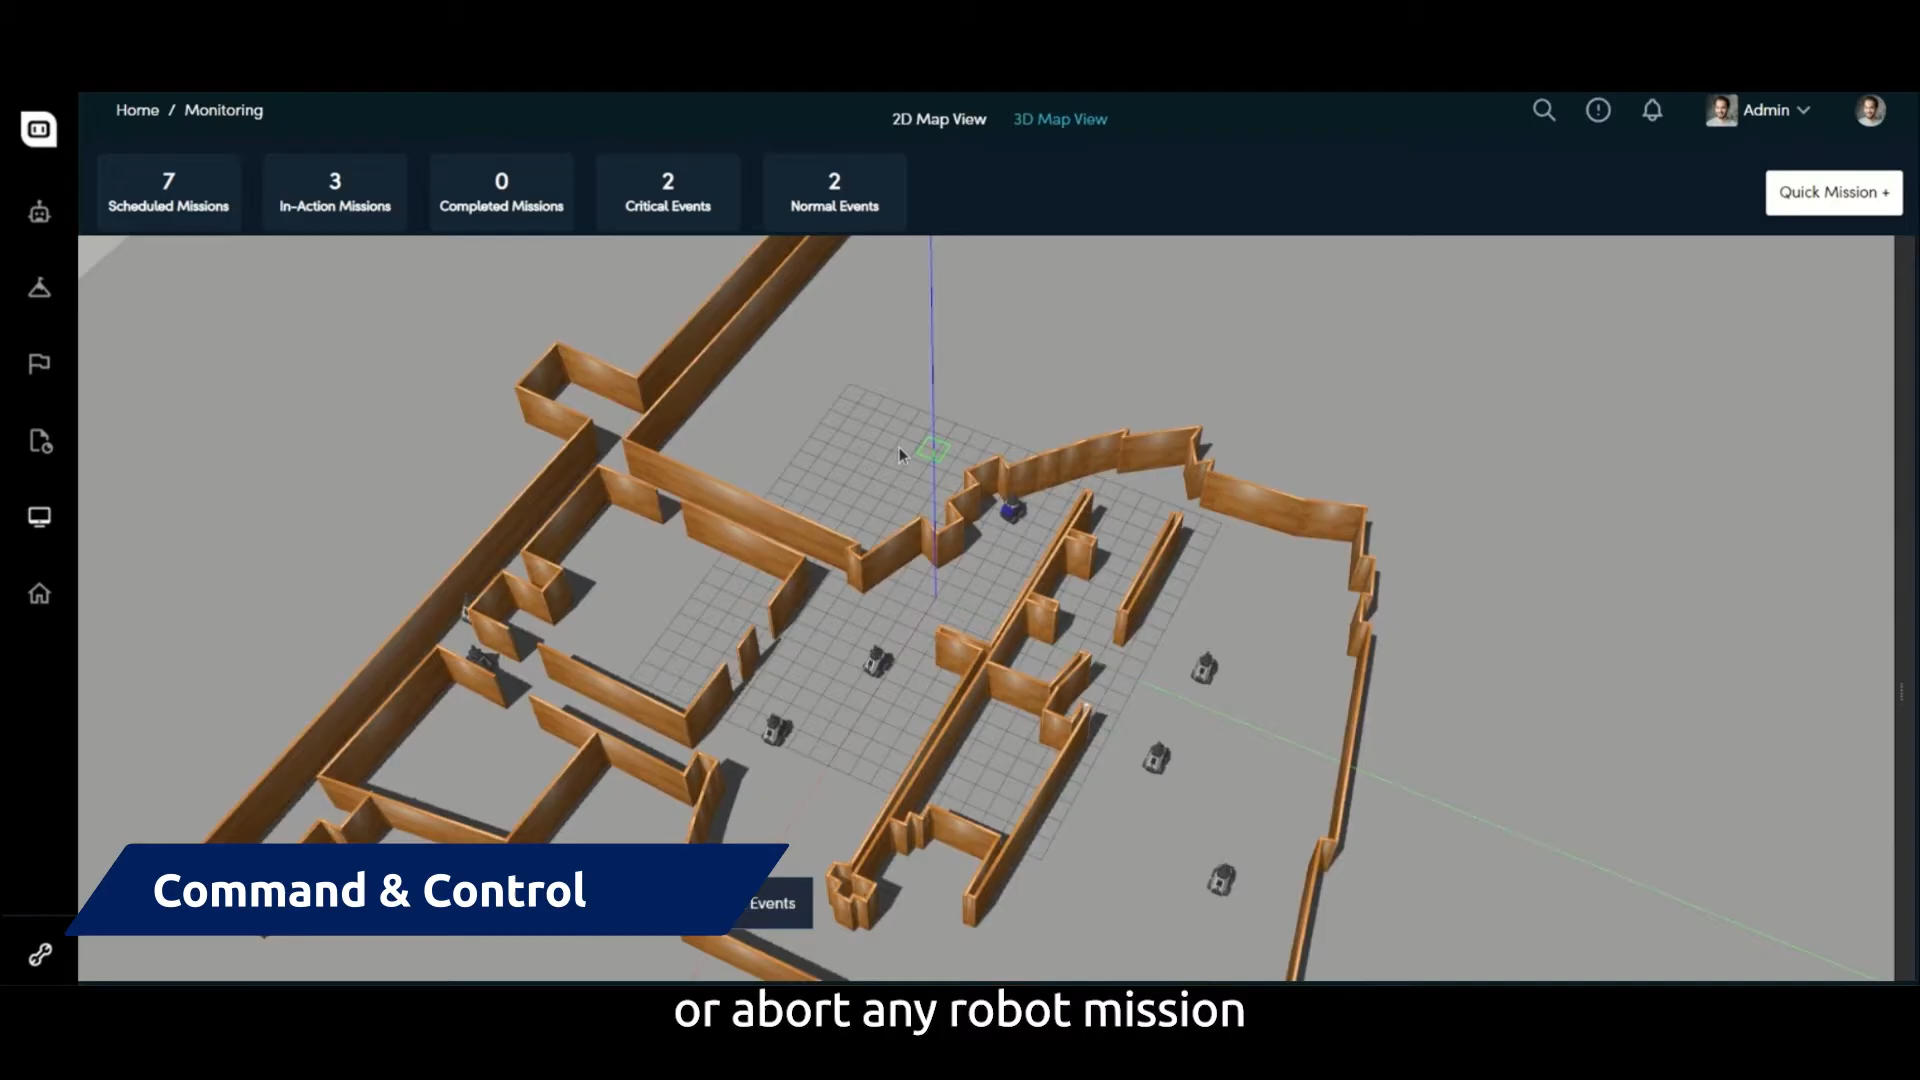 Home / Monitoring
2D Map View
3D Map View
Admin
7
Scheduled Missions
3
In-Action Missions
0
Completed Missions
2
Critical Events
2
Normal Events
Quick Mission +
Command & Control
Events
or abort any robot mission